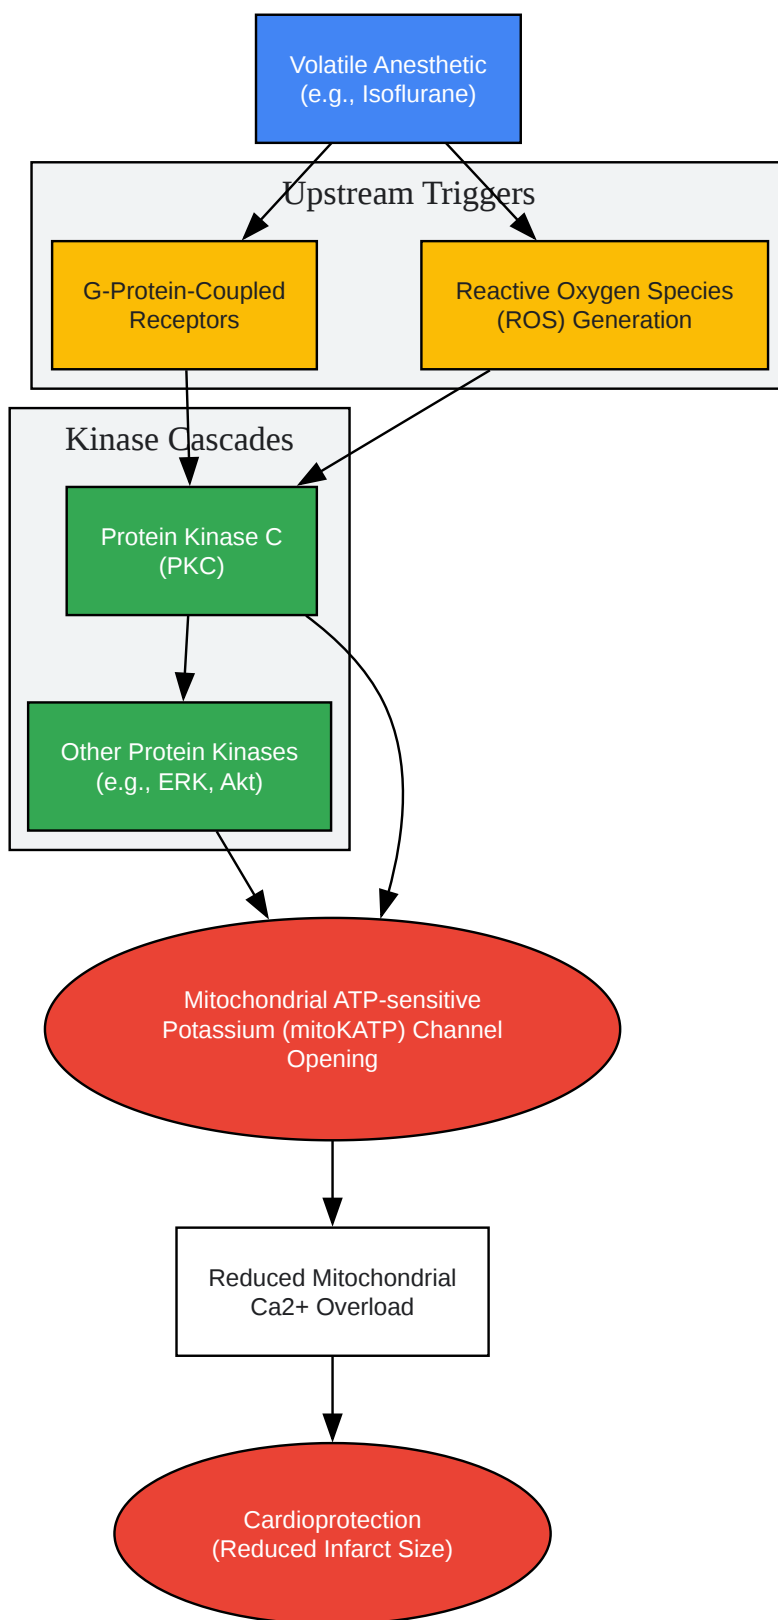 Volatile Anesthetic
(e.g., Isoflurane)
Upstream Triggers
G-Protein-Coupled
Receptors
Reactive Oxygen Species
(ROS) Generation
Kinase Cascades
Protein Kinase C
(PKC)
Other Protein Kinases
(e.g., ERK, Akt)
Mitochondrial ATP-sensitive
Potassium (mitoKATP) Channel
Opening
Reduced Mitochondrial
Ca2+ Overload
Cardioprotection
(Reduced Infarct Size)